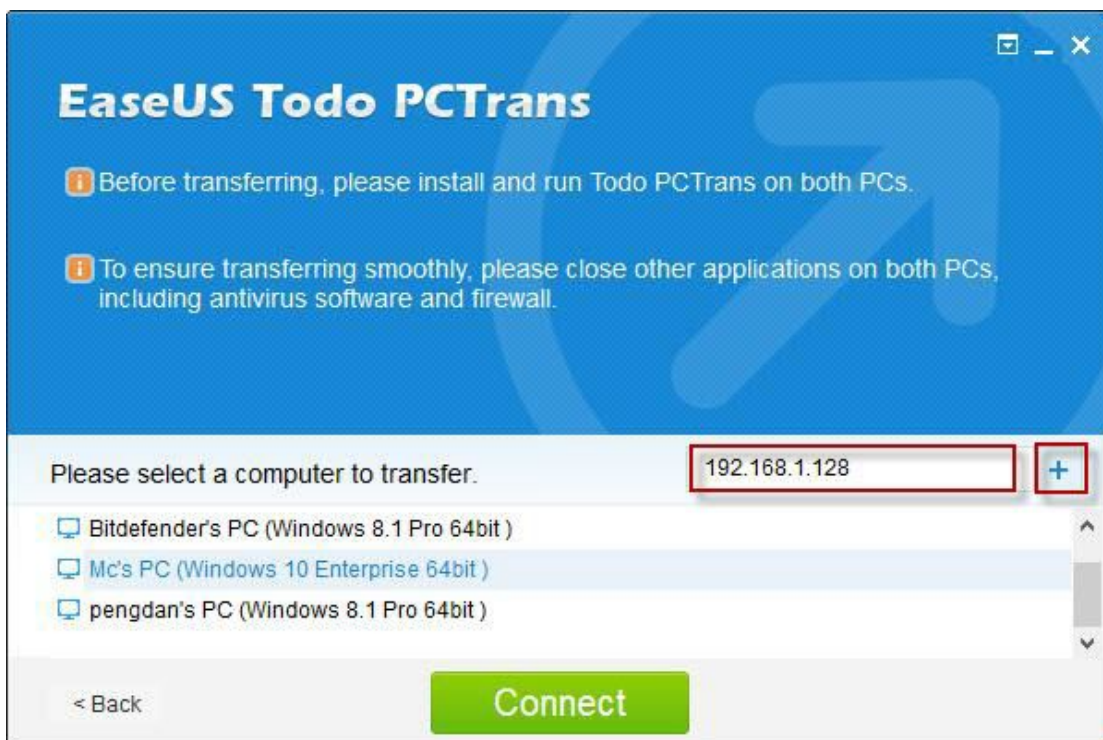 EaseUS Todo PCTrans
Before transferring, please install and run Todo PCTrans on both PCs.
To ensure transferring smoothly, please close other applications on both PCs,
including antivirus software and firewall.
Please select a computer to transfer.
192.168.1.128
+
Bitdefender's PC (Windows 8.1 Pro 64bit )
Mc's PC (Windows 10 Enterprise 64bit )
pengdan's PC (Windows 8.1 Pro 64bit )
< Back
Connect